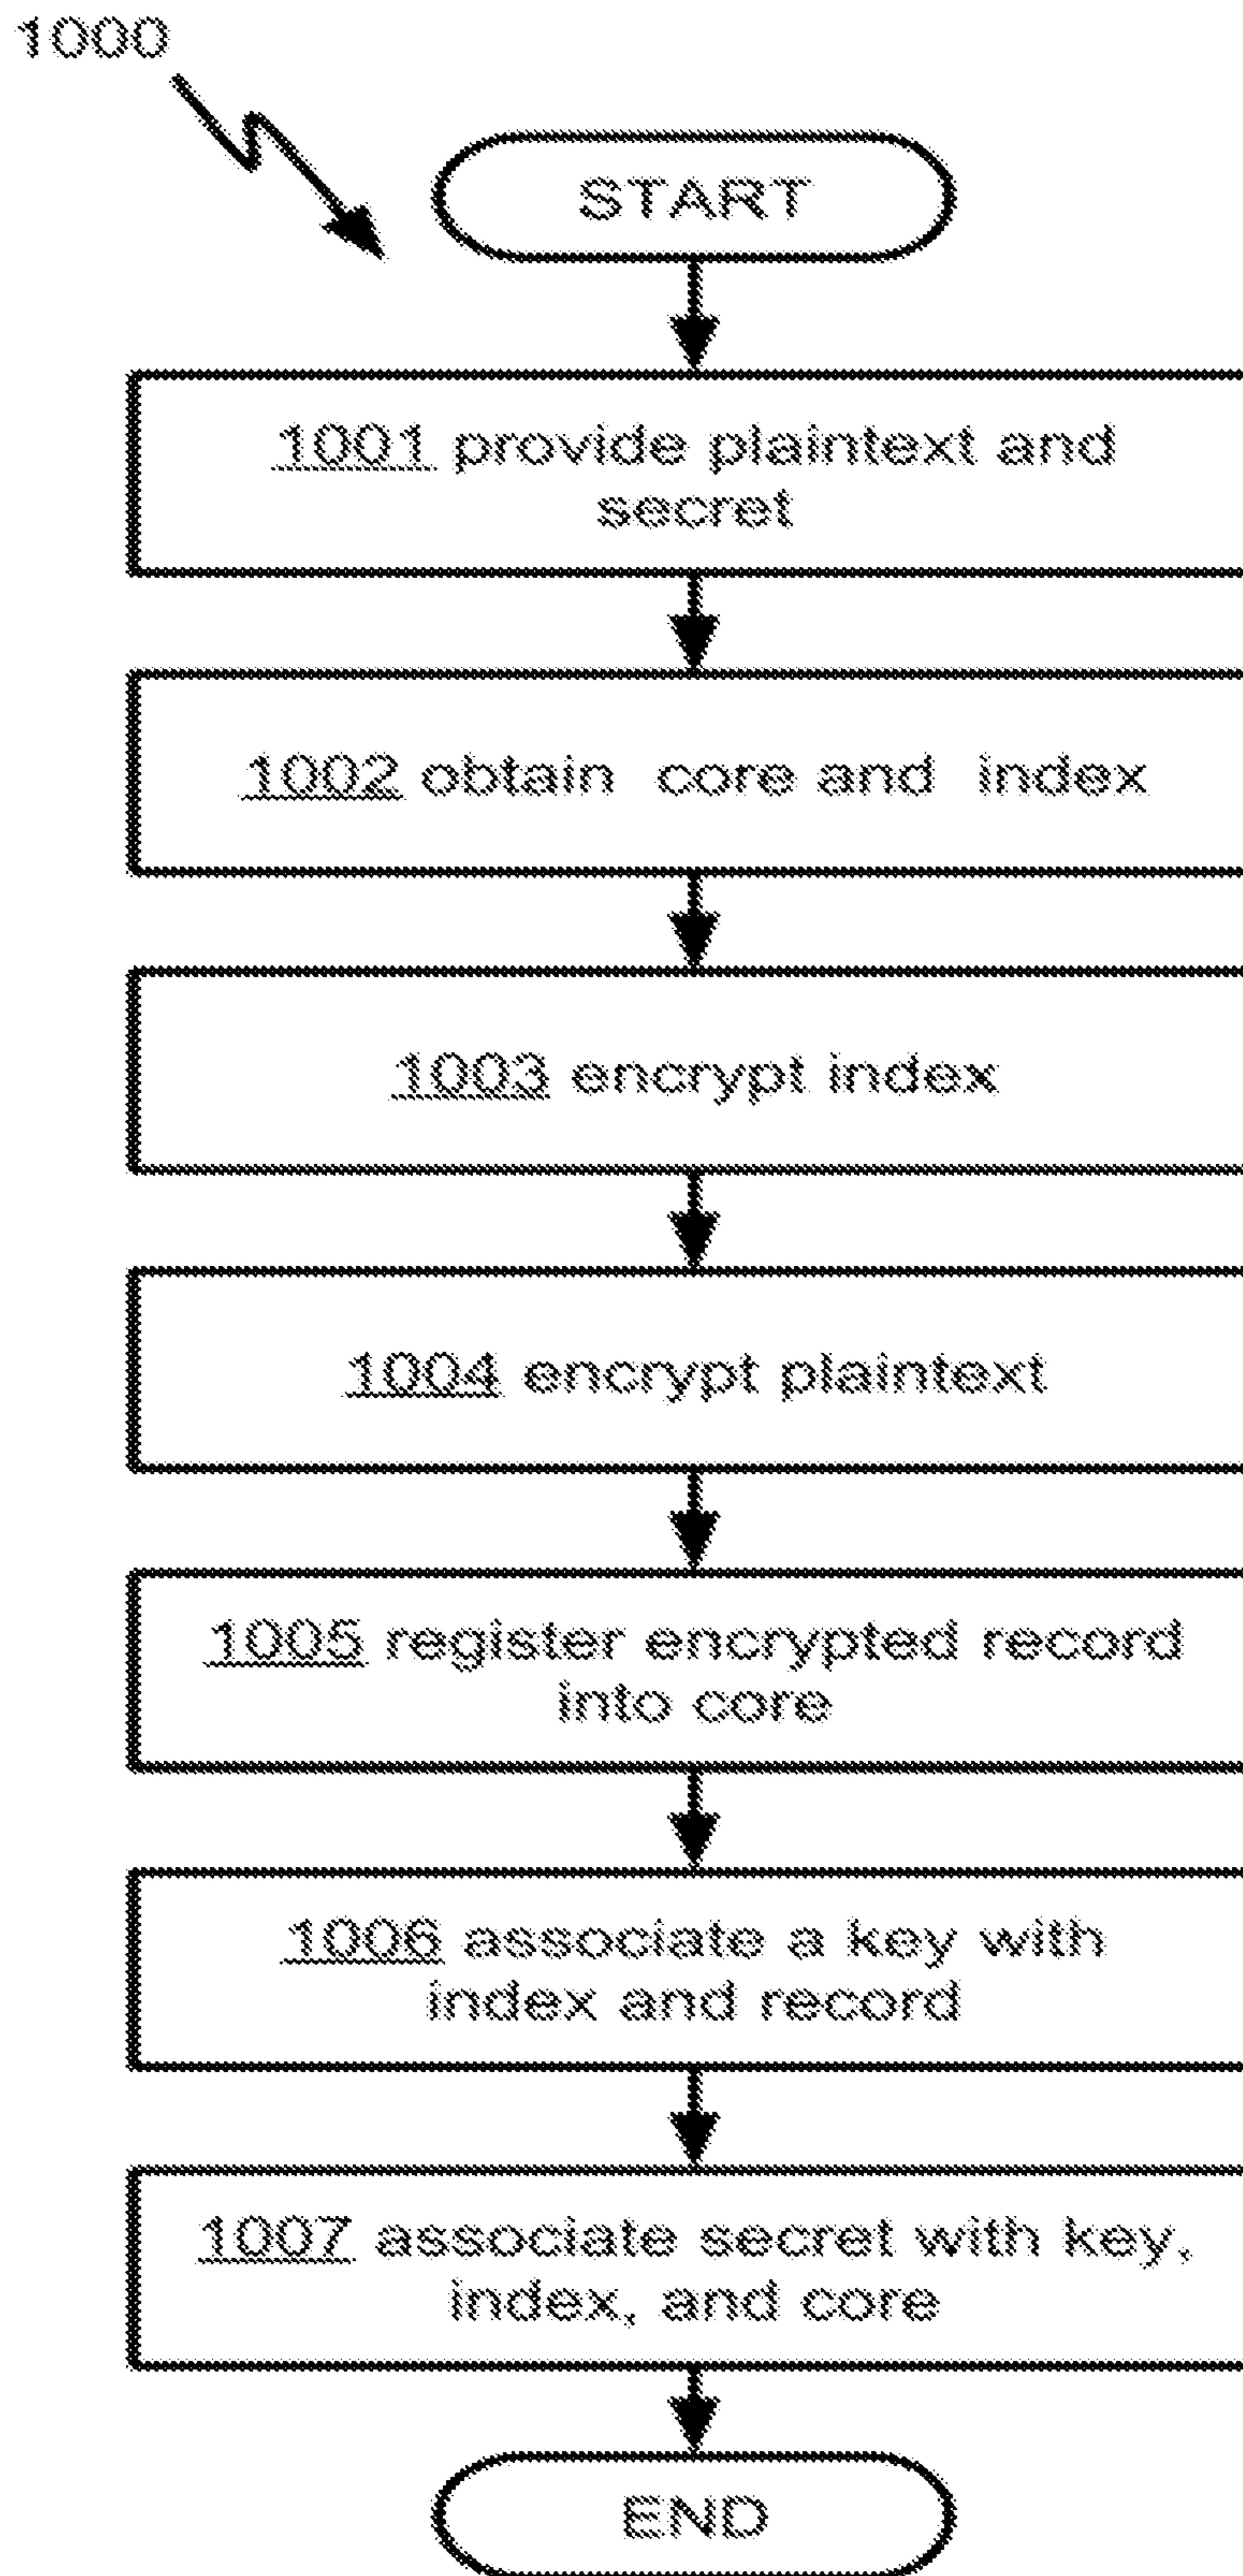 1000
START
1001 provide plaintext and
secret
1002 obtain core and index
1003 encrypt index
1004 encrypt plaintext
1005 register encrypted record
into core
1006 associate a key with
index and record
1007 associate secret with key,
index, and core
END